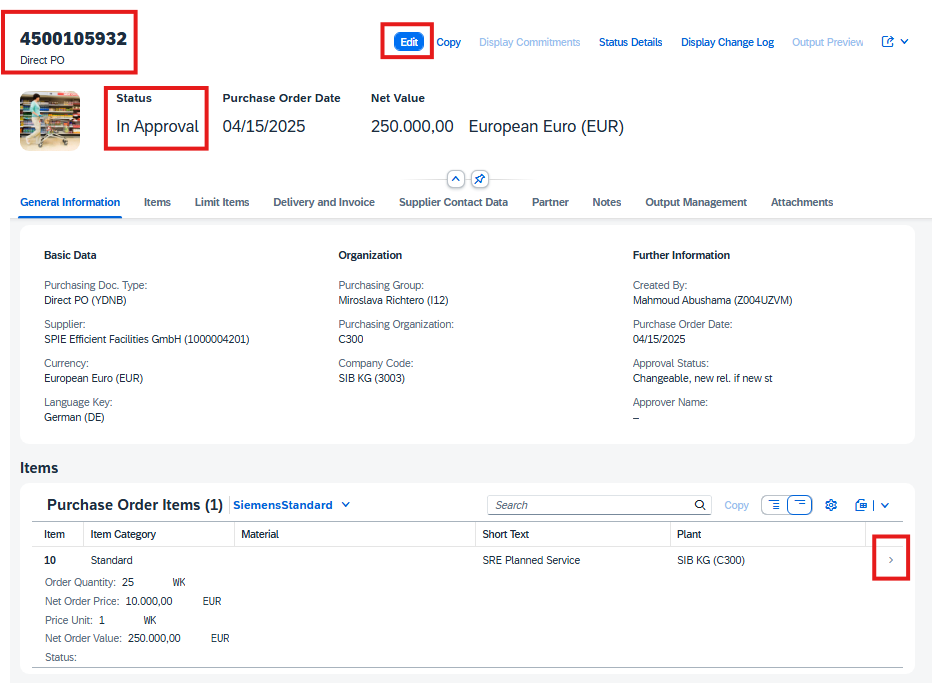 4500105932
Direct PO
Edit Copy Display Commitments Status Details Display Change Log Output Preview
Status Purchase Order Date Net Value
In Approval 04/15/2025 250.000,00 European Euro (EUR)
General Information Items Limit Items Delivery and Invoice Supplier Contact Data Partner Notes Output Management Attachments
Basic Data Organization Further Information
Purchasing Doc. Type: Purchasing Group: Created By:
Direct PO (YDNB) Miroslava Richtero (I12) Mahmoud Abushama (Z004UZVM)
Supplier: Purchasing Organization: Purchase Order Date:
SPIE Efficient Facilities GmbH (1000004201) C300 04/15/2025
Currency: Company Code: Approval Status:
European Euro (EUR) SIB KG (3003) Changeable, new rel. if new st
Language Key: Approver Name:
German (DE) –
Items
Purchase Order Items (1) SiemensStandard Search Copy
Item Item Category Material Short Text Plant
10 Standard SRE Planned Service SIB KG (C300)
Order Quantity: 25 WK
Net Order Price: 10.000,00 EUR
Price Unit: 1 WK
Net Order Value: 250.000,00 EUR
Status: